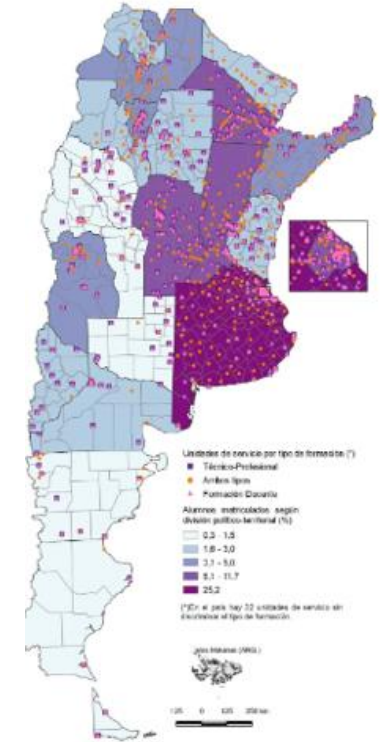 Unidades de servicio por tipo de formación (*)
Técnico-Profesional
Ambos tipos
Formación Docente
Alumnos matriculados según
división político-territorial (%)
0,3 - 1,5
1,6 - 3,0
3,1 - 5,0
5,1 - 11,7
25,2
(*)En el país hay 32 unidades de servicio sin
discriminar el tipo de formación.
Islas Malvinas (ARG.)
125 0 125 250 km